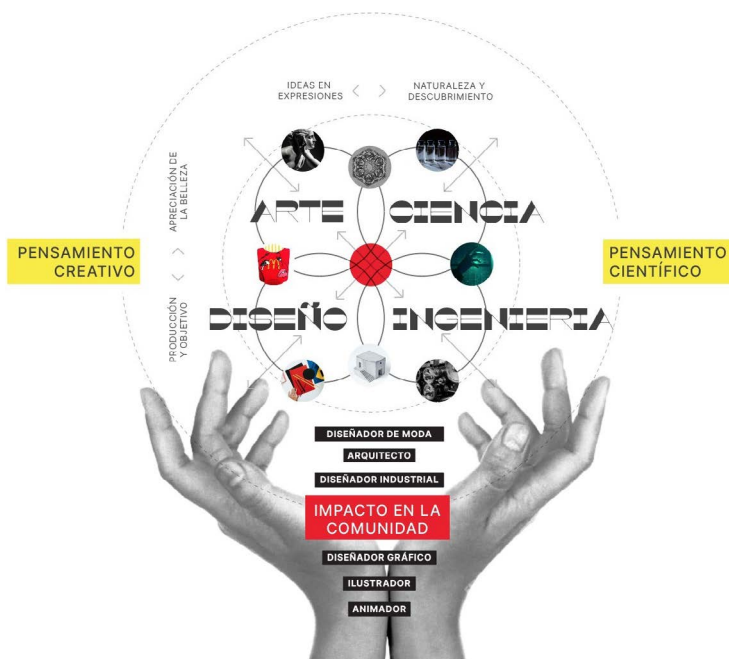 IDEAS EN
EXPRESIONES
NATURALEZA Y
DESCUBRIMIENTO
APRECIACIÓN DE
LA BELLEZA
ARTE
CIENCIA
PENSAMIENTO
CREATIVO
PENSAMIENTO
CIENTÍFICO
PRODUCCIÓN
Y OBJETIVO
DISEÑO
INGENIERIA
DISEÑADOR DE MODA
ARQUITECTO
DISEÑADOR INDUSTRIAL
IMPACTO EN LA
COMUNIDAD
DISEÑADOR GRÁFICO
ILUSTRADOR
ANIMADOR